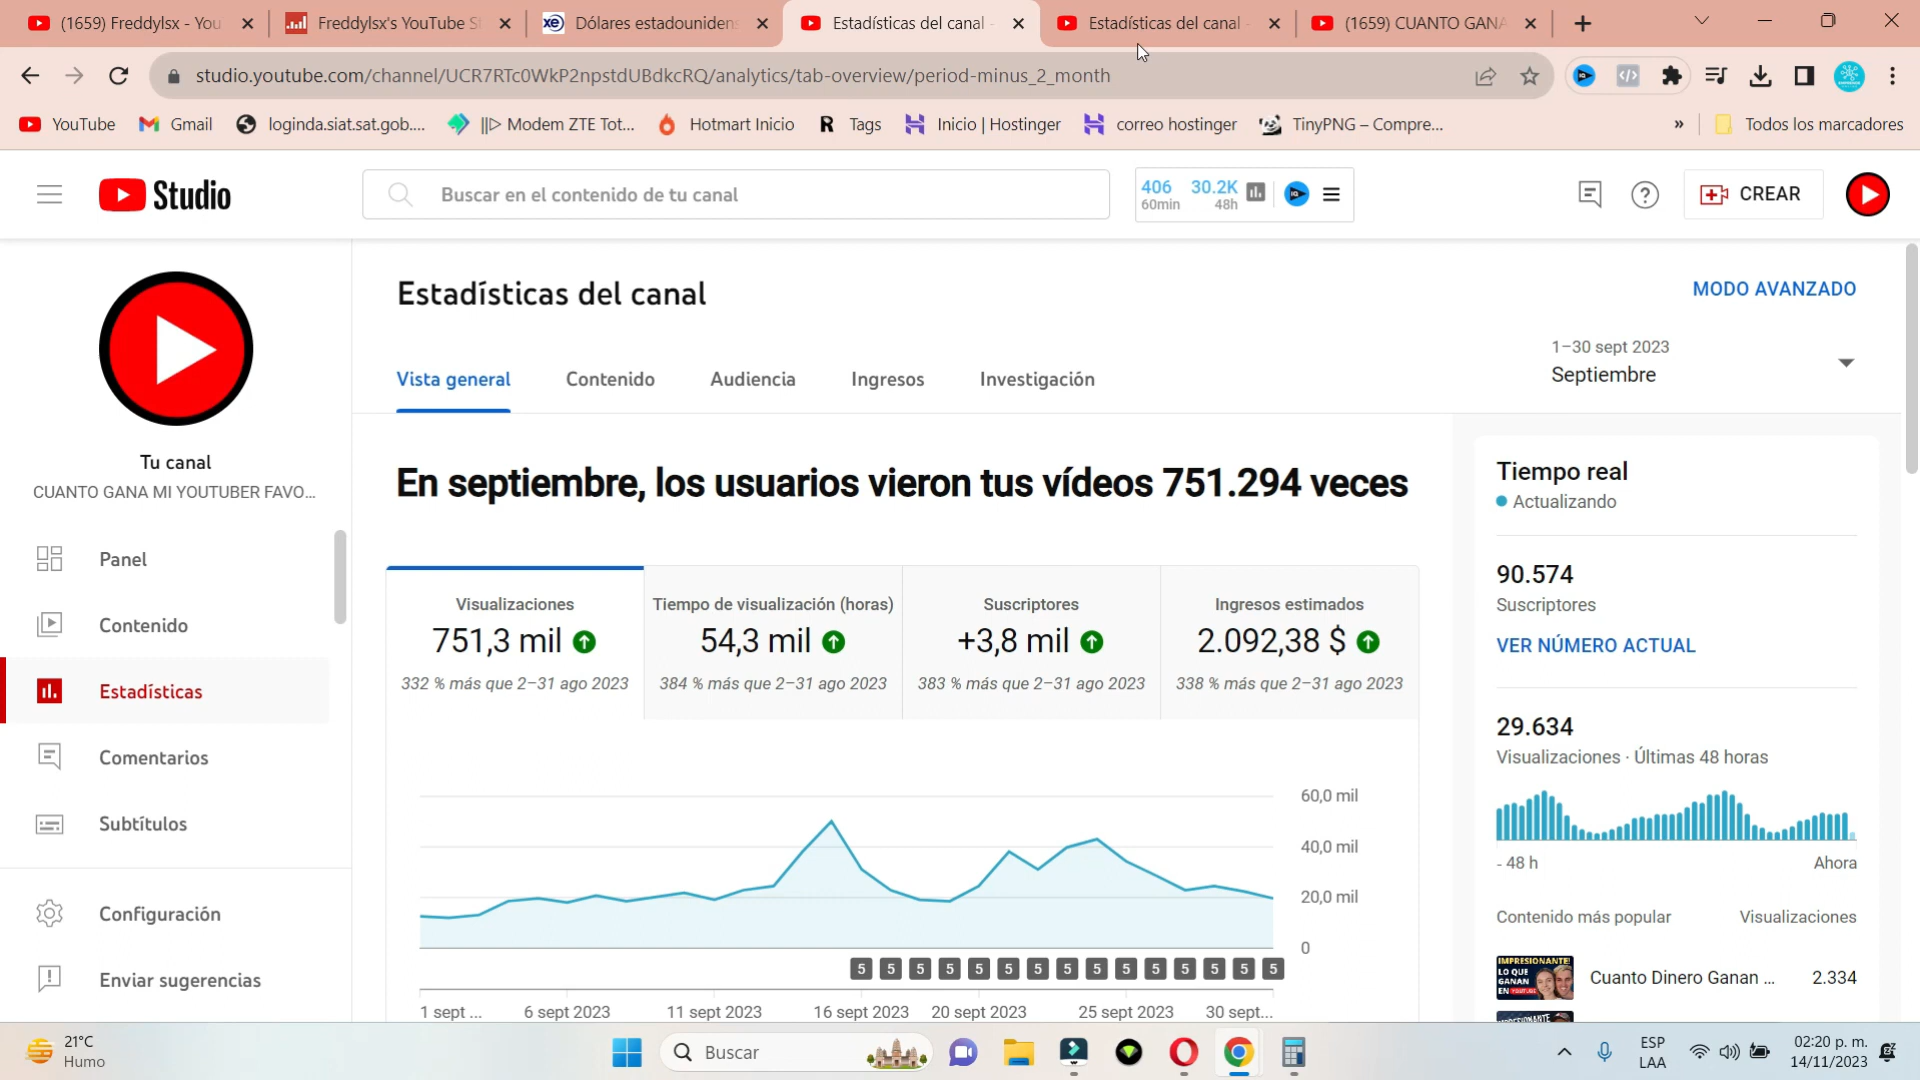 (1659) Freddylsx - You
Freddylsx's YouTube S
Dólares estadounidens
Estadísticas del canal -
Estadísticas del canal -
(1659) CUANTO GANA
studio.youtube.com/channel/UCR7RTc0WkP2npstdUBdkcRQ/analytics/tab-overview/period-minus_2_month
YouTube
Gmail
loginda.siat.sat.gob....
||▷ Modem ZTE Tot...
Hotmart Inicio
R Tags
Inicio | Hostinger
correo hostinger
TinyPNG – Compre...
»
Todos los marcadores
Studio
Buscar en el contenido de tu canal
406 30.2K
60min 48h
CREAR
Estadísticas del canal
MODO AVANZADO
1–30 sept 2023
Septiembre
Vista general
Contenido
Audiencia
Ingresos
Investigación
Tu canal
CUANTO GANA MI YOUTUBER FAVO...
Panel
Contenido
Estadísticas
Comentarios
Subtítulos
Configuración
Enviar sugerencias
En septiembre, los usuarios vieron tus vídeos 751.294 veces
Visualizaciones
751,3 mil
332 % más que 2–31 ago 2023
Tiempo de visualización (horas)
54,3 mil
384 % más que 2–31 ago 2023
Suscriptores
+3,8 mil
383 % más que 2–31 ago 2023
Ingresos estimados
2.092,38 $
338 % más que 2–31 ago 2023
60,0 mil
40,0 mil
20,0 mil
0
5 5 5 5 5 5 5 5 5 5 5 5 5 5 5
1 sept ...
6 sept 2023
11 sept 2023
16 sept 2023
20 sept 2023
25 sept 2023
30 sept...
Tiempo real
Actualizando
90.574
Suscriptores
VER NÚMERO ACTUAL
29.634
Visualizaciones · Últimas 48 horas
- 48 h
Ahora
Contenido más popular
Visualizaciones
IMPRESIONANTE!
LO QUE
GANAN
EN YOUTUBE
Cuanto Dinero Ganan ...
2.334
21°C
Humo
Buscar
ESP
LAA
02:20 p. m.
14/11/2023